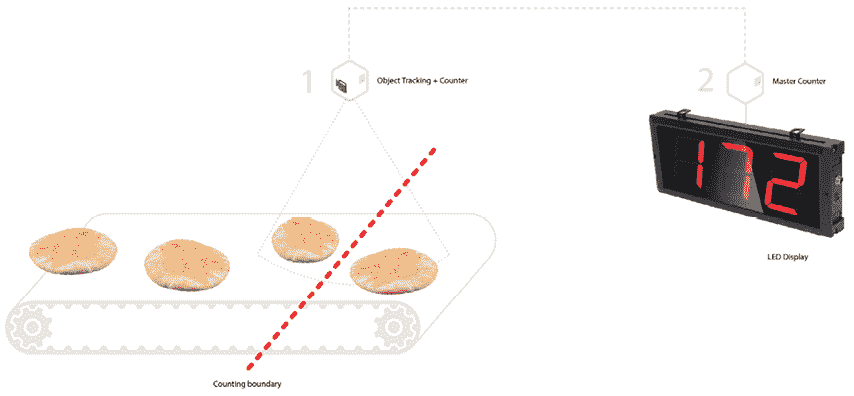 1
Object Tracking + Counter
2
Master Counter
172
LED Display
Counting boundary